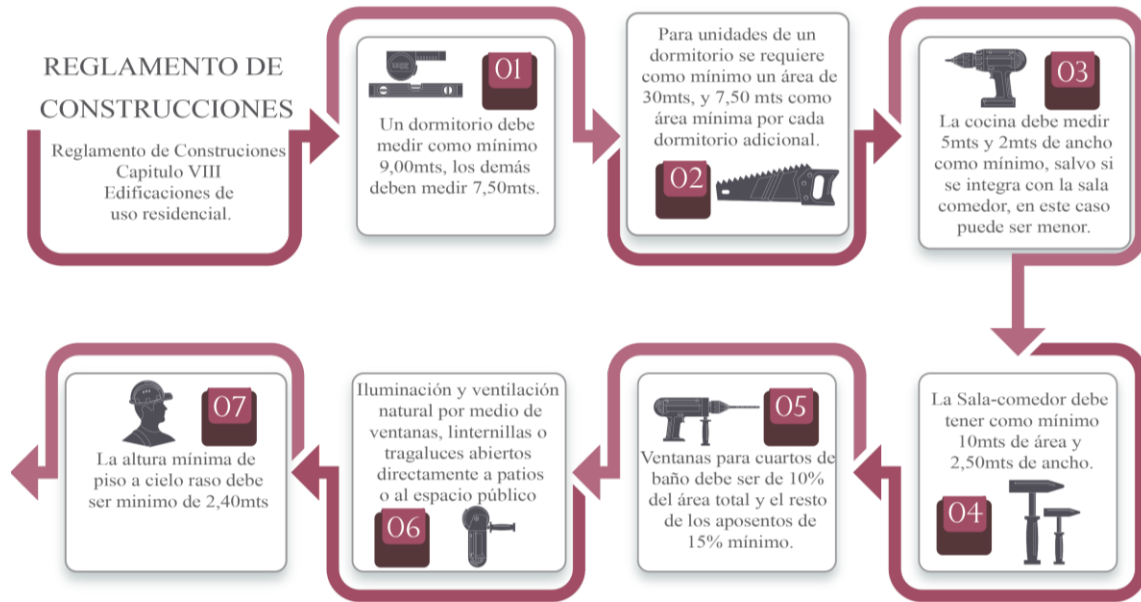 REGLAMENTO DE
CONSTRUCCIONES
Reglamento de Construciones
Capitulo VIII
Edificaciones de
uso residencial.
01
Un dormitorio debe
medir como mínimo
9,00mts, los demás
deben medir 7,50mts.
Para unidades de un
dormitorio se requiere
como mínimo un área de
30mts, y 7,50 mts como
área mínima por cada
dormitorio adicional.
02
03
La cocina debe medir
5mts y 2mts de ancho
como mínimo, salvo si
se integra con la sala
comedor, en este caso
puede ser menor.
La Sala-comedor debe
tener como mínimo
10mts de área y
2,50mts de ancho.
04
05
Ventanas para cuartos de
baño debe ser de 10%
del área total y el resto
de los aposentos de
15% mínimo.
Iluminación y ventilación
natural por medio de
ventanas, linternillas o
tragaluces abiertos
directamente a patios
o al espacio público
06
07
La altura mínima de
piso a cielo raso debe
ser minimo de 2,40mts